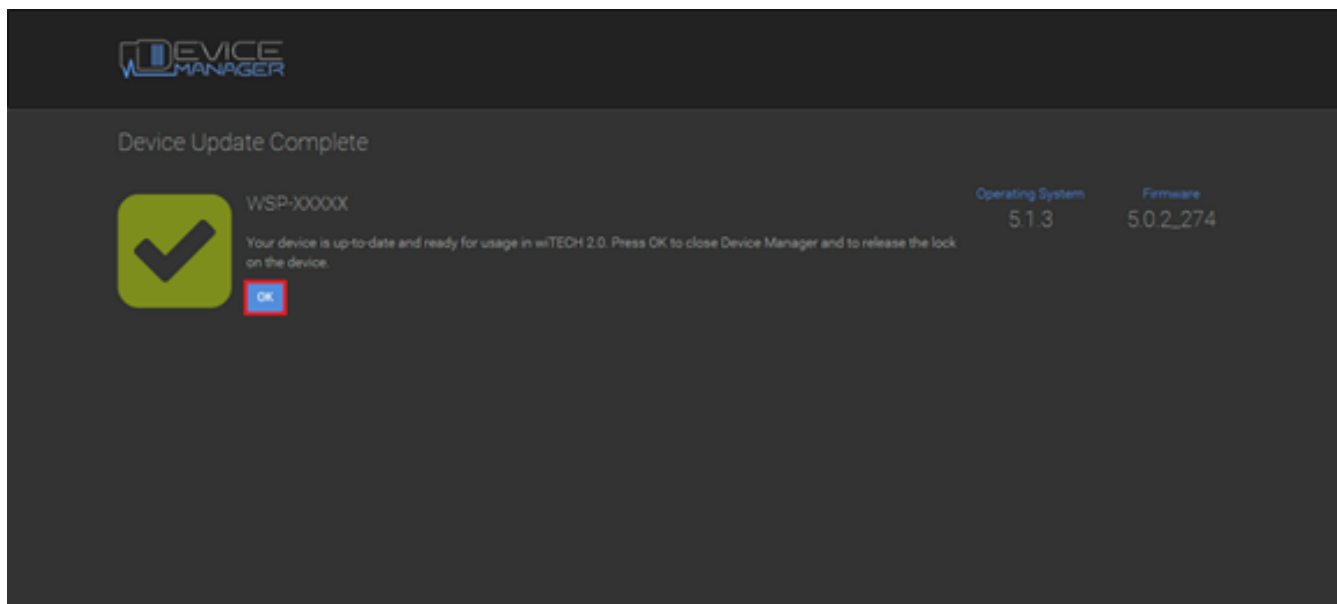 DEVICE
MANAGER
Device Update Complete
WSP-XXXXX
Operating System
Firmware
5.1.3
5.0.2_274
Your device is up-to-date and ready for usage in wiTECH 2.0. Press OK to close Device Manager and to release the lock
on the device.
OK